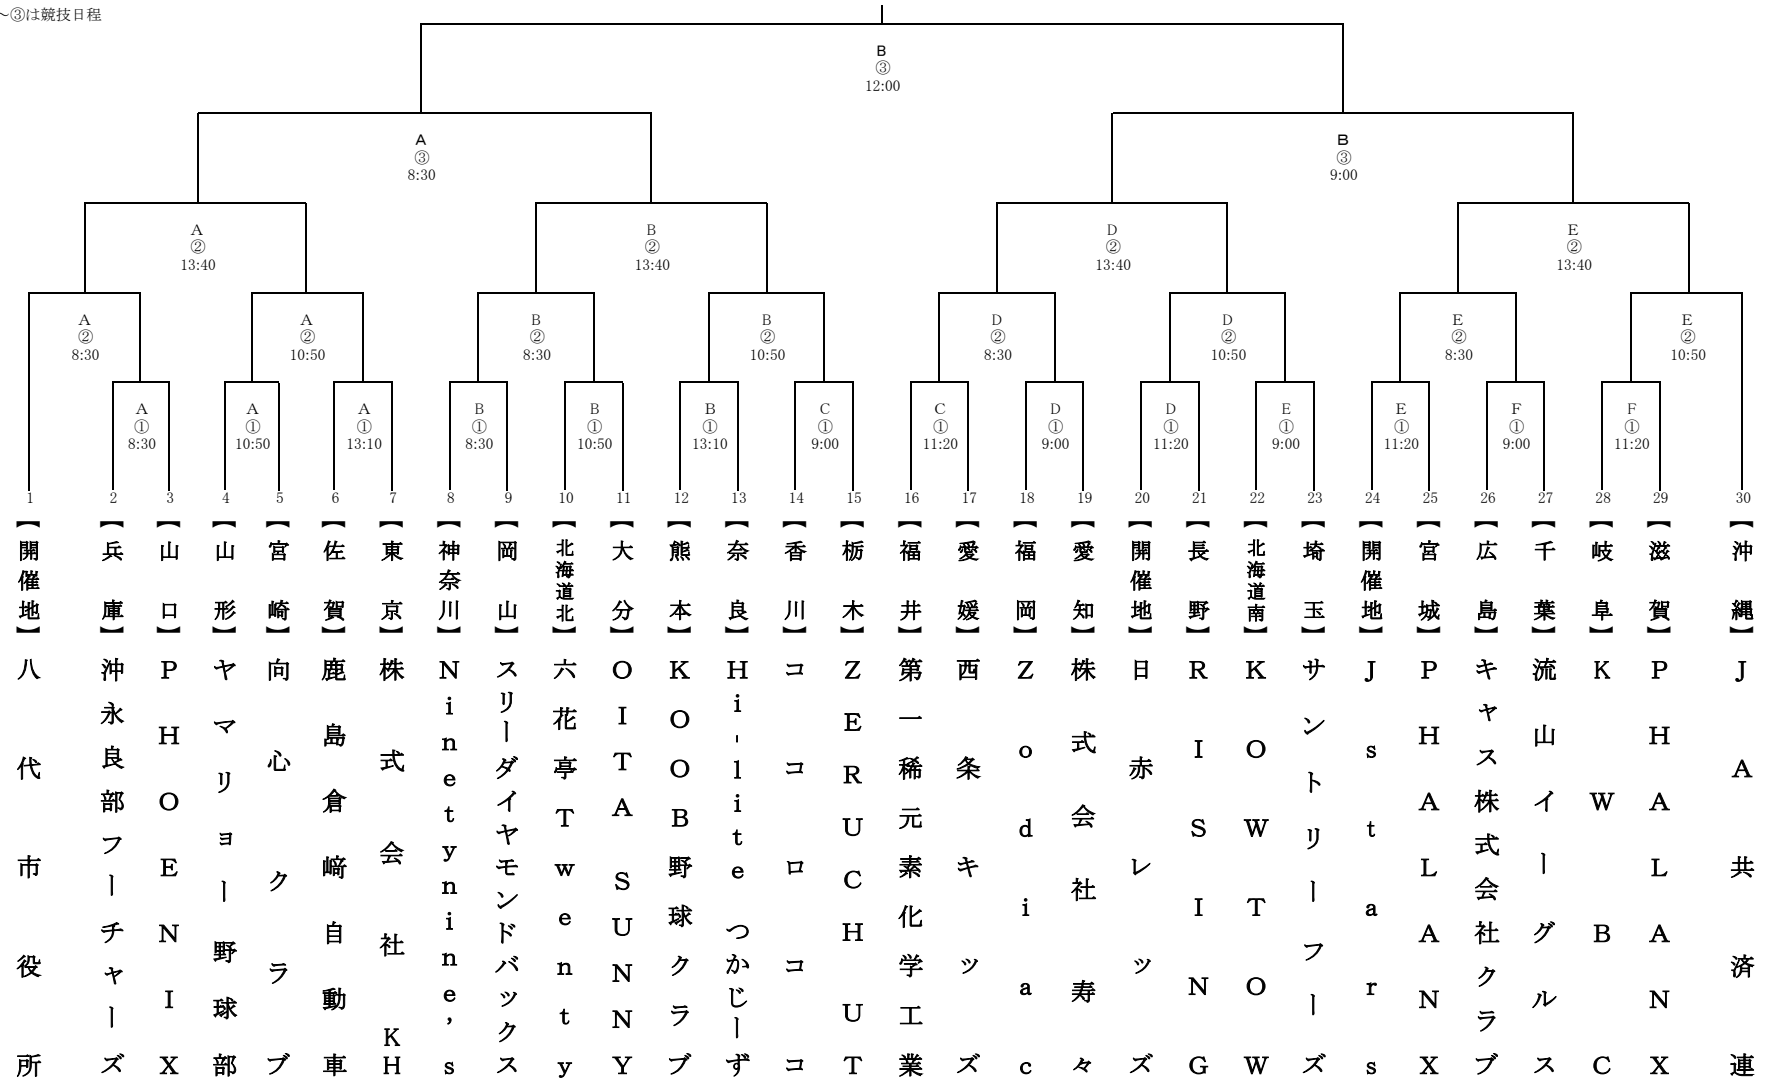 ~③は競技日程
B
③
12:00
A
③
8:30
B
③
9:00
A
②
13:40
B
②
13:40
D
②
13:40
E
②
13:40
A
②
8:30
A
②
10:50
B
②
8:30
B
②
10:50
D
②
8:30
D
②
10:50
E
②
8:30
E
②
10:50
A
①
8:30
A
①
10:50
A
①
13:10
B
①
8:30
B
①
10:50
B
①
13:10
C
①
9:00
C
①
11:20
D
①
9:00
D
①
11:20
E
①
9:00
E
①
11:20
F
①
9:00
F
①
11:20
1
【開催地】八代市役所
2
【兵庫】沖永良部フーチャーズ
3
【山口】PHOENIX
4
【山形】ヤマリョー野球部
5
【宮崎】向心クラブ
6
【佐賀】鹿島倉﨑自動車
7
【東京】株式会社KH
8
【神奈川】Ninetynine's
9
【岡山】スリーダイヤモンドバックス
10
【北海道北】六花亭Twenty
11
【大分】OITA SUNNY
12
【熊本】KOOB野球クラブ
13
【奈良】Hi-lite つかじーず
14
【香川】ココロココ
15
【栃木】ZERUCH UT
16
【福井】第一稀元素化学工業
17
【愛媛】西条キッズ
18
【福岡】Zodiac
19
【愛知】株式会社寿々
20
【開催地】日赤レッズ
21
【長野】RISING
22
【北海道南】KOWTOW
23
【埼玉】サントリーフーズ
24
【開催地】Jstars
25
【宮城】PHALANX
26
【広島】キャス株式会社クラブ
27
【千葉】流山イーグルス
28
【岐阜】KWBC
29
【滋賀】PHALANX
30
【沖縄】JA共済連